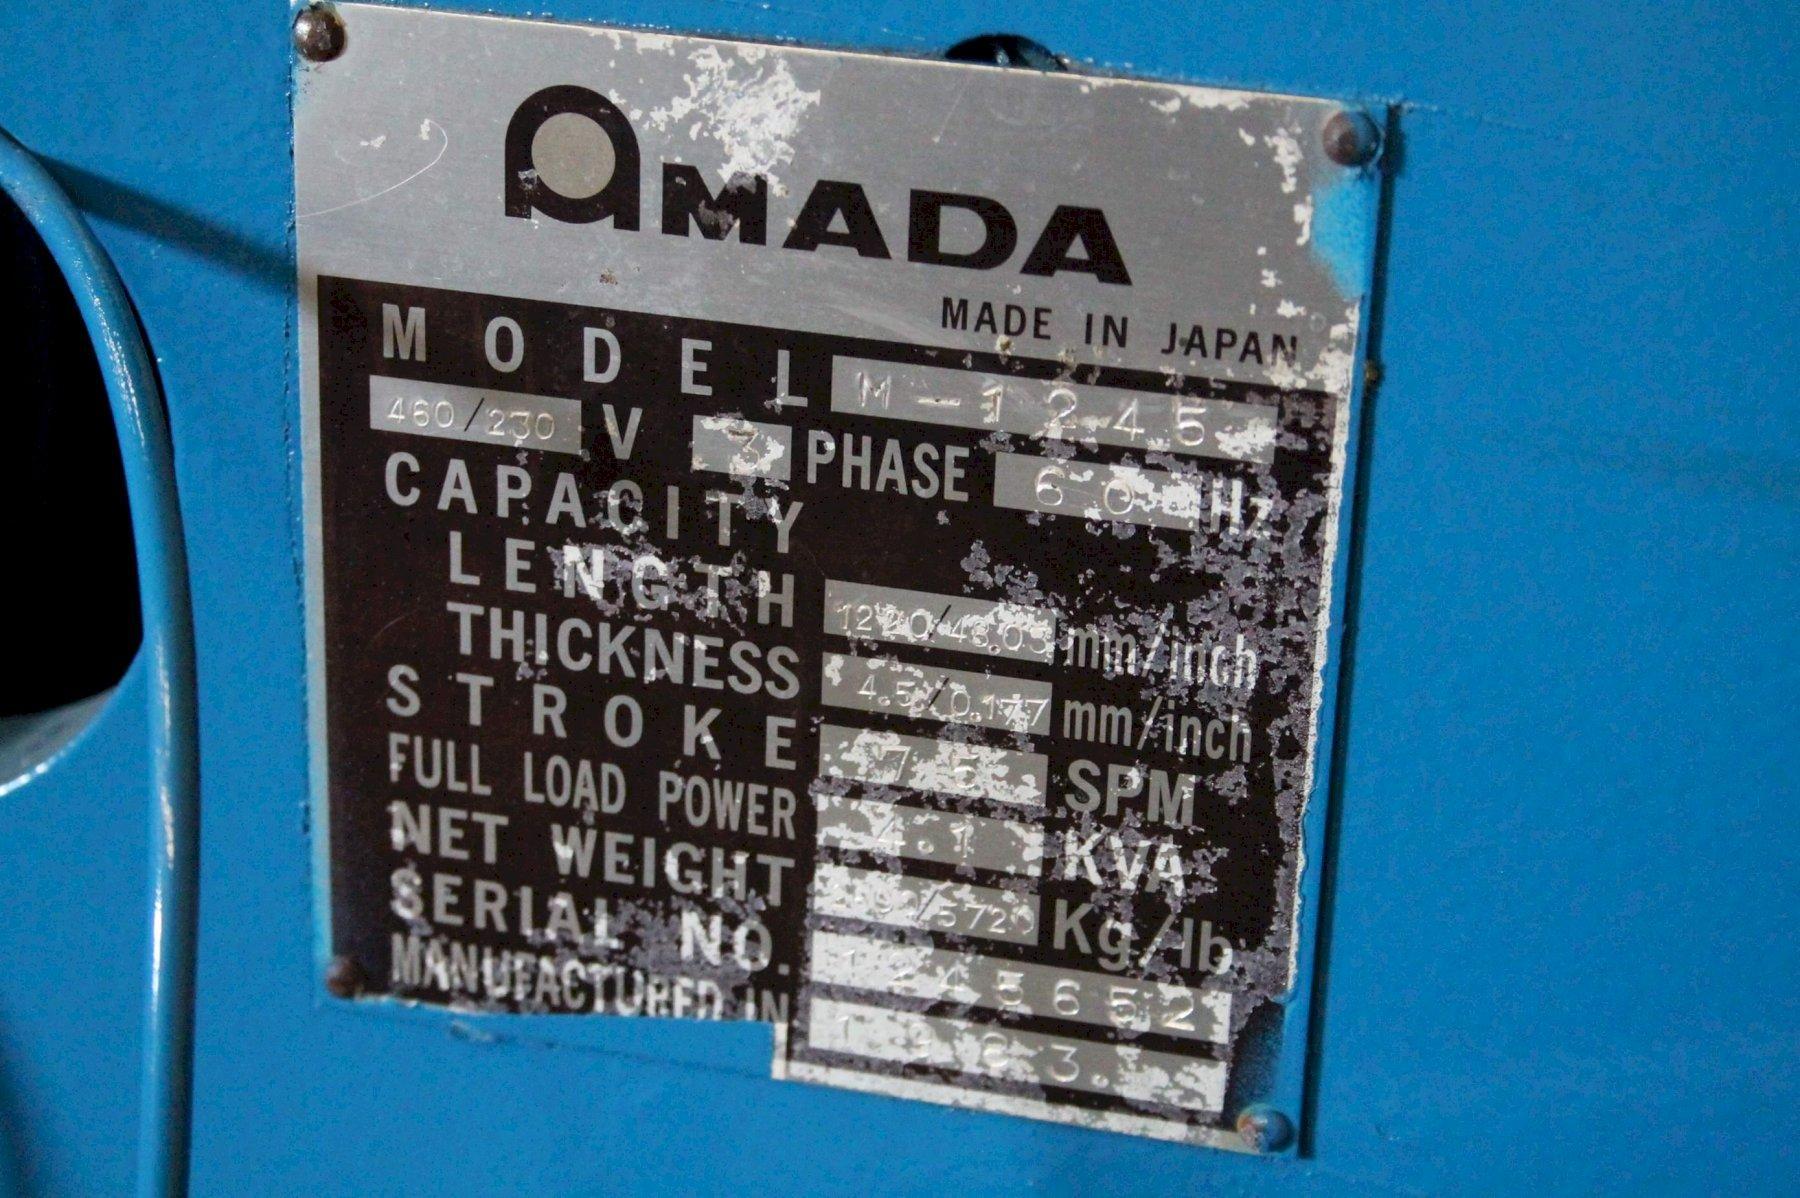 AMADA
MADE IN JAPAN
MODEL M-1245
460/230 V 3 PHASE 60 Hz
CAPACITY
LENGTH 1220/48.03 mm/inch
THICKNESS 4.5/0.177 mm/inch
STROKE 75 SPM
FULL LOAD POWER 4.1 KVA
NET WEIGHT Kg/lb
SERIAL NO. 1245652
MANUFACTURED IN 1983.